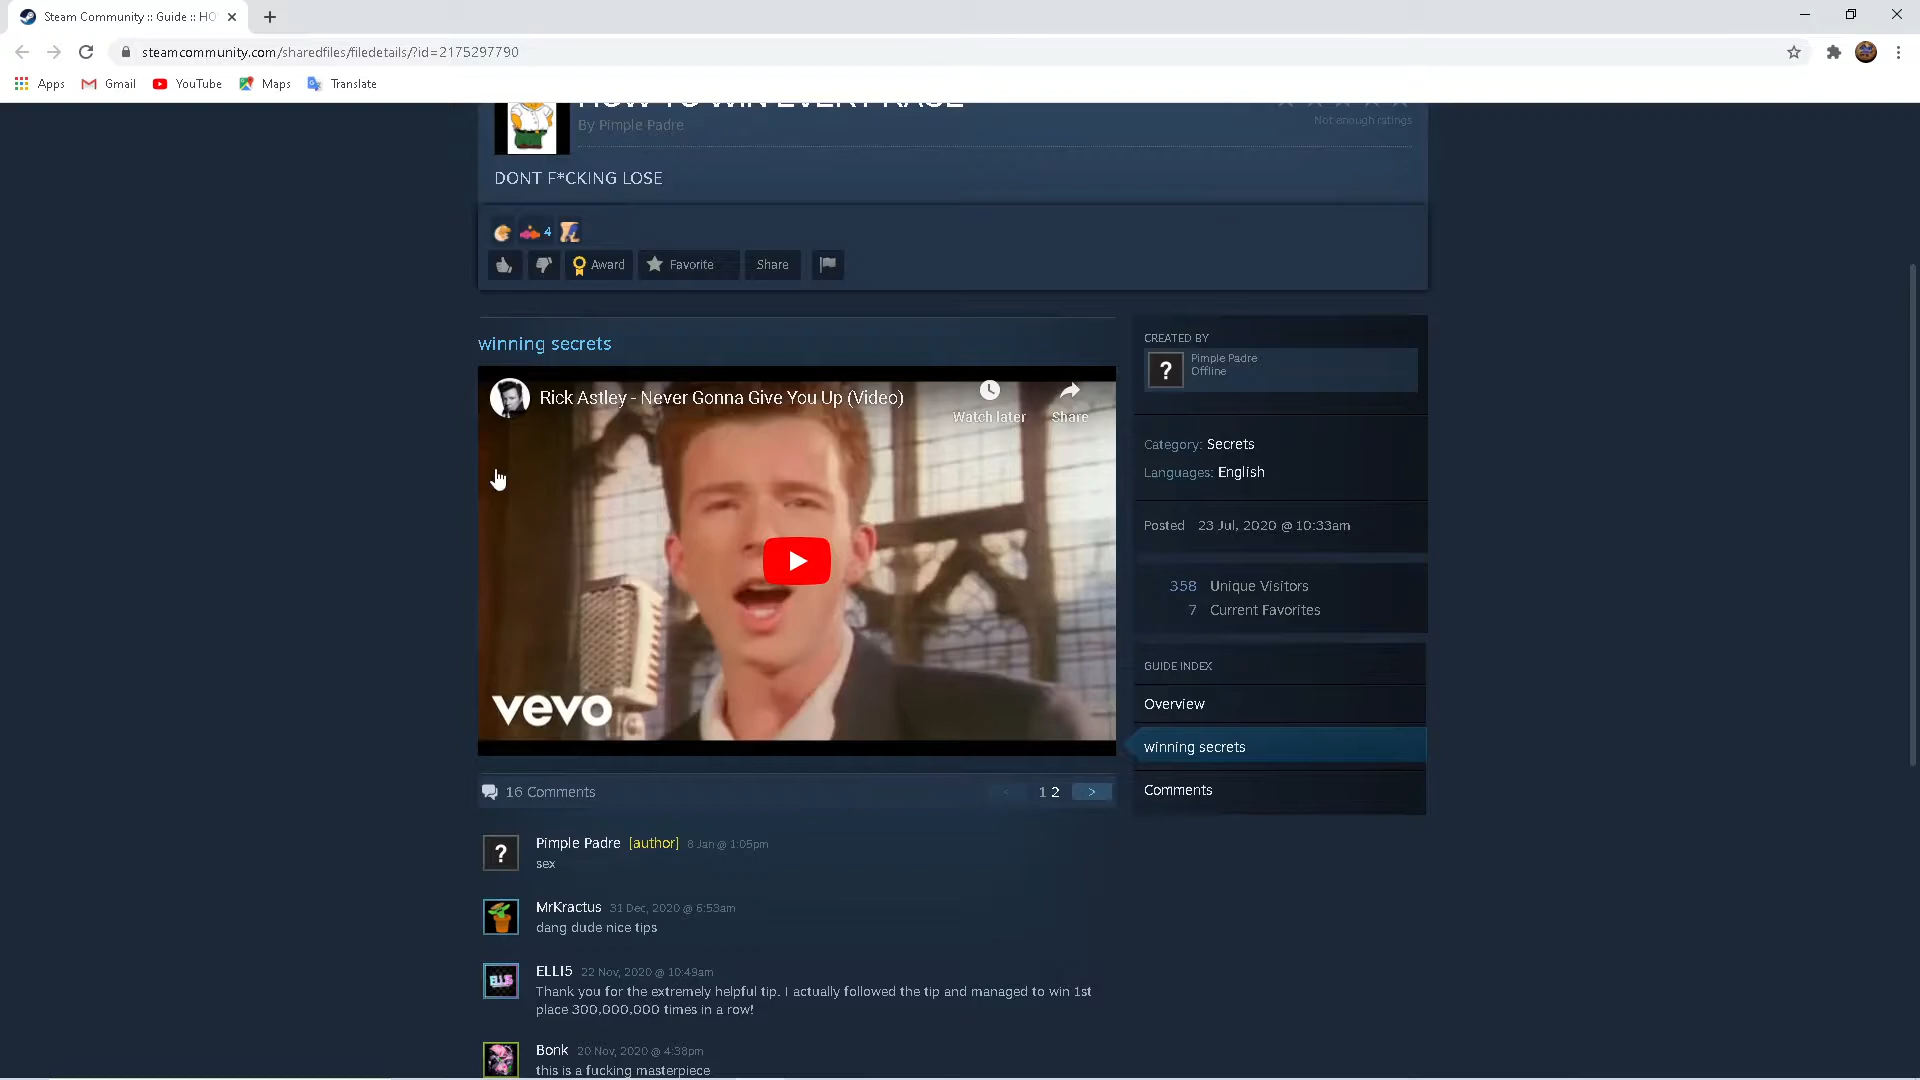 Steam Community :: Guide :: HO
steamcommunity.com/sharedfiles/filedetails/?id=2175297790
Apps Gmail YouTube Maps Translate
HOW TO WIN EVERY RACE
By Pimple Padre
Not enough ratings
DONT F*CKING LOSE
4
Award Favorite Share
winning secrets
Rick Astley - Never Gonna Give You Up (Video)
Watch later Share
vevo
CREATED BY
? Pimple Padre
Offline
Category: Secrets
Languages: English
Posted 23 Jul, 2020 @ 10:33am
358 Unique Visitors
7 Current Favorites
GUIDE INDEX
Overview
winning secrets
Comments
16 Comments < 1 2 >
? Pimple Padre [author] 8 Jan @ 1:05pm
sex
MrKractus 31 Dec, 2020 @ 6:53am
dang dude nice tips
ELLI5 22 Nov, 2020 @ 10:49am
Thank you for the extremely helpful tip. I actually followed the tip and managed to win 1st
place 300,000,000 times in a row!
Bonk 20 Nov, 2020 @ 4:38pm
this is a fucking masterpiece